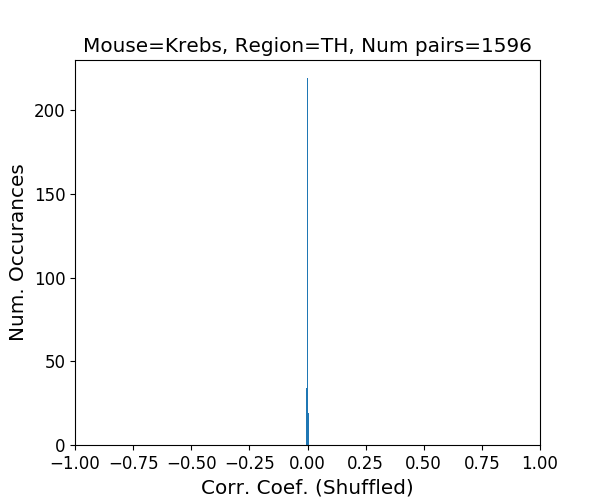 Mouse=Krebs, Region=TH, Num pairs=1596
Num. Occurances
200
150
100
50
0
−1.00 −0.75 −0.50 −0.25 0.00 0.25 0.50 0.75 1.00
Corr. Coef. (Shuffled)